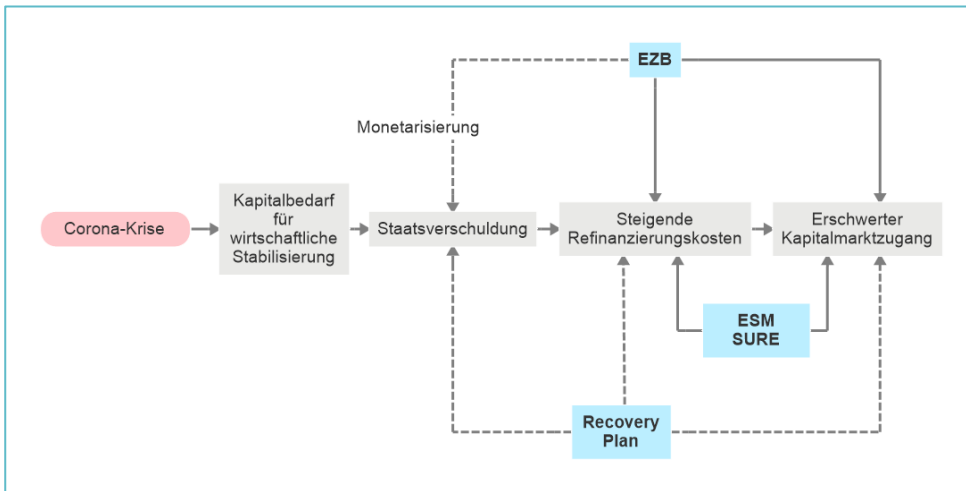 EZB
Monetarisierung
Corona-Krise
Kapitalbedarf
für
wirtschaftliche
Stabilisierung
Staatsverschuldung
Steigende
Refinanzierungskosten
Erschwerter
Kapitalmarktzugang
ESM
SURE
Recovery
Plan